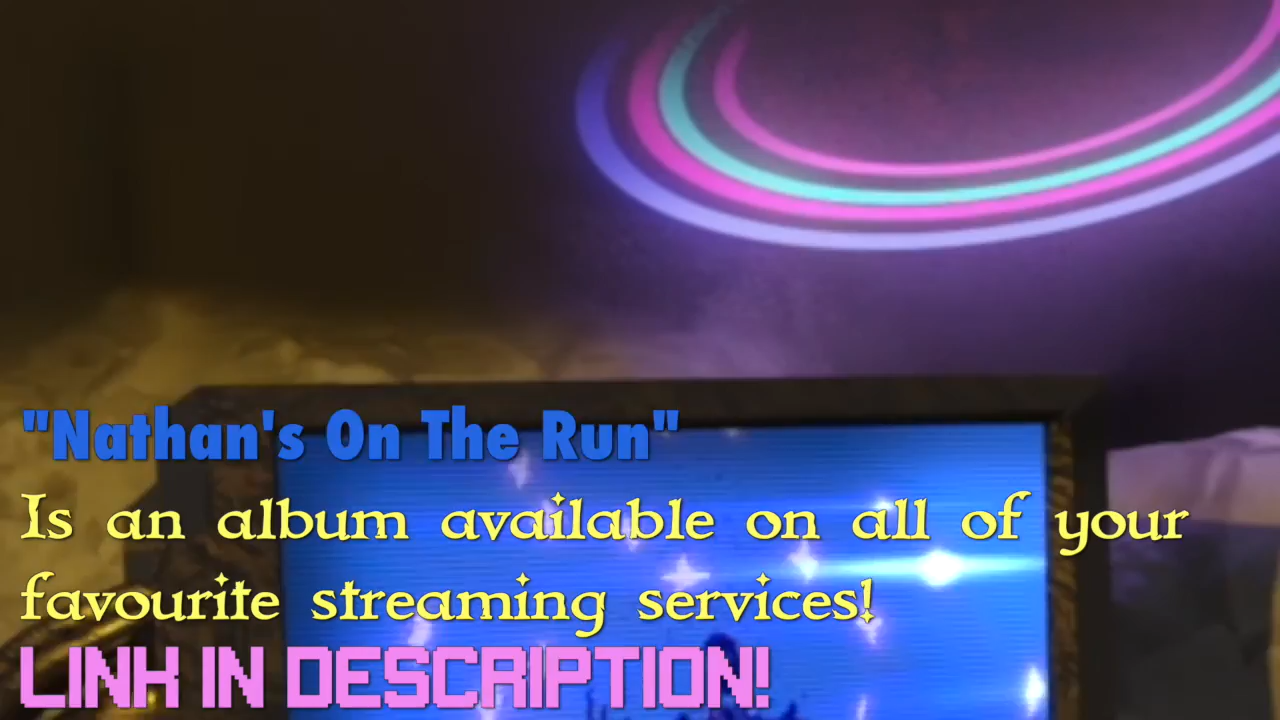 "Nathan's On The Run"
Is an album available on all of your
favourite streaming services!
LINK IN DESCRIPTION!